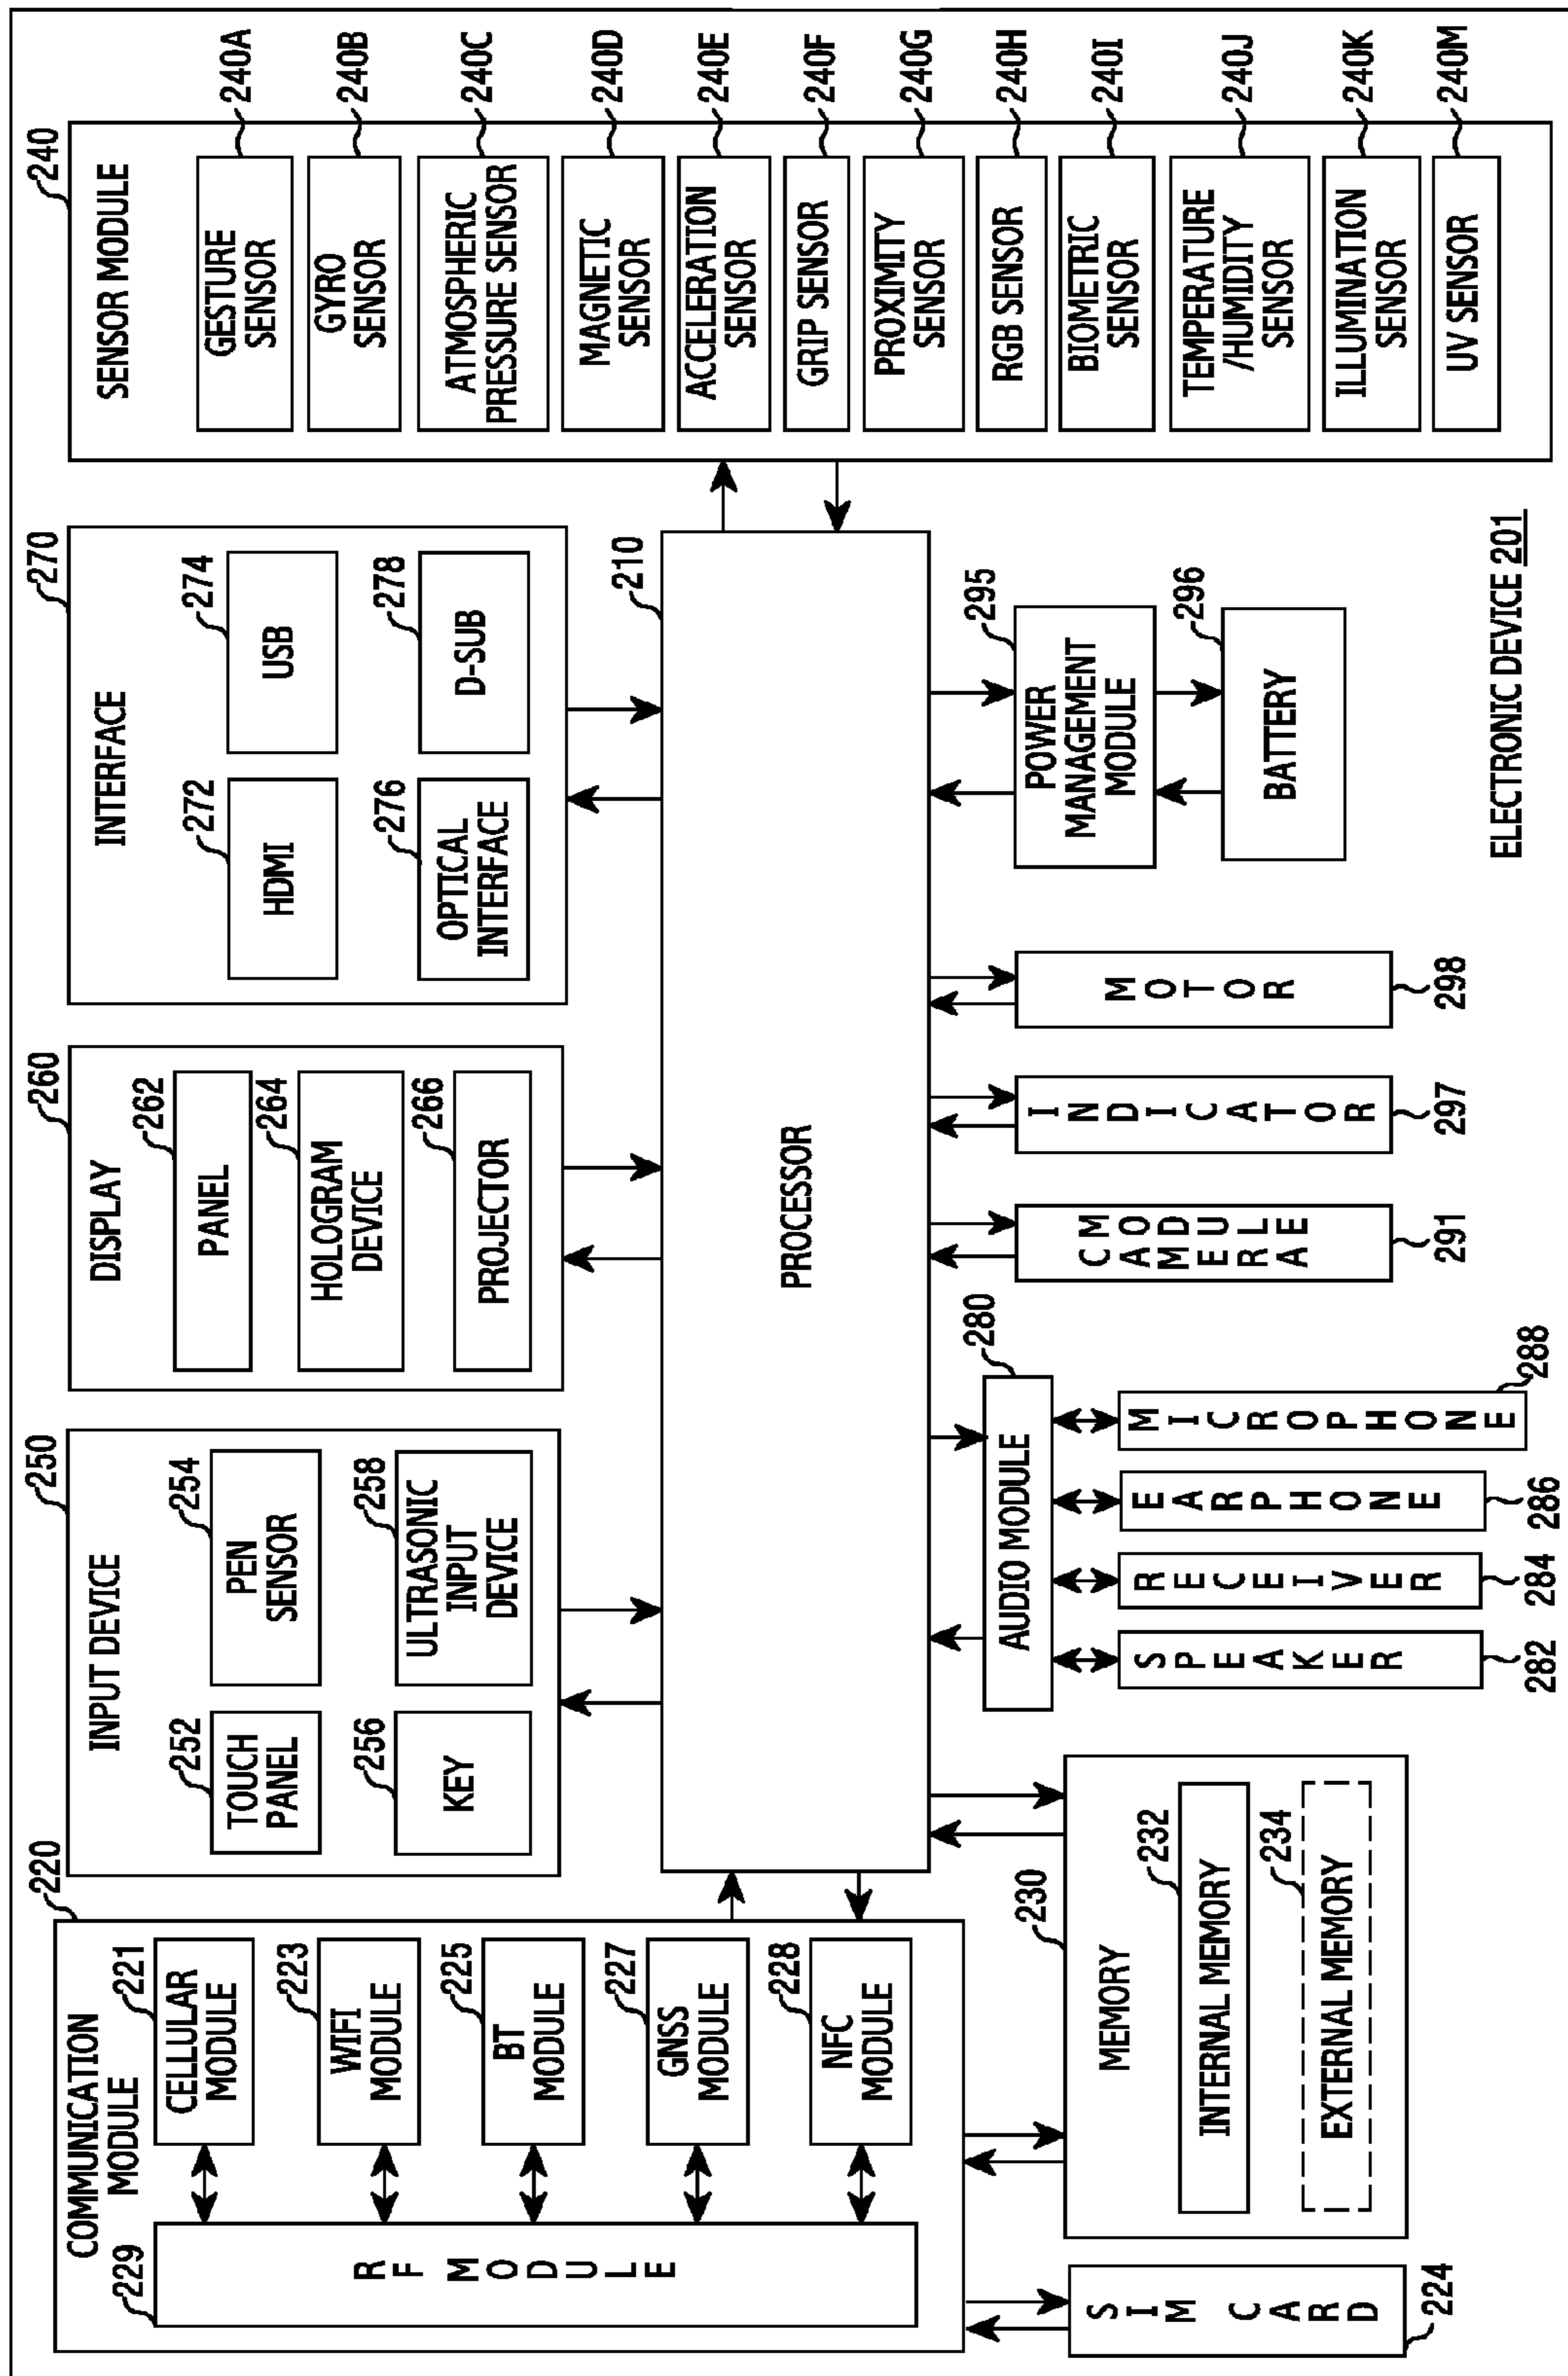 COMMUNICATION
MODULE
220
229
RF MODULE
221
CELLULAR
MODULE
223
WIFI
MODULE
225
BT
MODULE
227
GNSS
MODULE
228
NFC
MODULE
INPUT DEVICE
250
252
TOUCH
PANEL
254
PEN
SENSOR
256
KEY
258
ULTRASONIC
INPUT
DEVICE
DISPLAY
260
262
PANEL
264
HOLOGRAM
DEVICE
266
PROJECTOR
INTERFACE
270
272
HDMI
274
USB
276
OPTICAL
INTERFACE
278
D-SUB
SENSOR MODULE
240
GESTURE
SENSOR
240A
GYRO
SENSOR
240B
ATMOSPHERIC
PRESSURE SENSOR
240C
MAGNETIC
SENSOR
240D
ACCELERATION
SENSOR
240E
GRIP SENSOR
240F
PROXIMITY
SENSOR
240G
RGB SENSOR
240H
BIOMETRIC
SENSOR
240I
TEMPERATURE
/HUMIDITY
SENSOR
240J
ILLUMINATION
SENSOR
240K
UV SENSOR
240M
PROCESSOR
210
SIM CARD
224
MEMORY
230
232
INTERNAL MEMORY
234
EXTERNAL MEMORY
AUDIO MODULE
280
SPEAKER
282
RECEIVER
284
EARPHONE
286
MICROPHONE
288
CAMERA
MODULE
291
INDICATOR
297
MOTOR
298
POWER
MANAGEMENT
MODULE
295
BATTERY
296
ELECTRONIC DEVICE 201